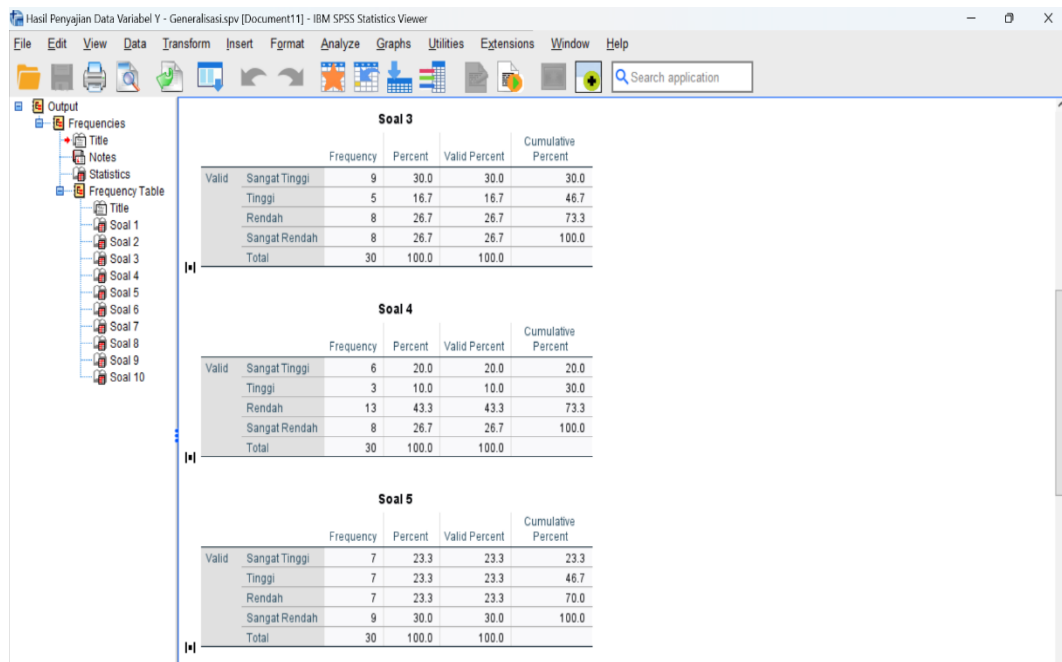 Hasil Penyajian Data Variabel Y - Generalisasi.spv [Document11] - IBM SPSS Statistics Viewer
File Edit View Data Transform Insert Format Analyze Graphs Utilities Extensions Window Help
Search application
Output
Frequencies
Title
Notes
Statistics
Frequency Table
Title
Soal 1
Soal 2
Soal 3
Soal 4
Soal 5
Soal 6
Soal 7
Soal 8
Soal 9
Soal 10
Soal 3
Frequency Percent Valid Percent Cumulative Percent
Valid Sangat Tinggi 9 30.0 30.0 30.0
Tinggi 5 16.7 16.7 46.7
Rendah 8 26.7 26.7 73.3
Sangat Rendah 8 26.7 26.7 100.0
Total 30 100.0 100.0
Soal 4
Frequency Percent Valid Percent Cumulative Percent
Valid Sangat Tinggi 6 20.0 20.0 20.0
Tinggi 3 10.0 10.0 30.0
Rendah 13 43.3 43.3 73.3
Sangat Rendah 8 26.7 26.7 100.0
Total 30 100.0 100.0
Soal 5
Frequency Percent Valid Percent Cumulative Percent
Valid Sangat Tinggi 7 23.3 23.3 23.3
Tinggi 7 23.3 23.3 46.7
Rendah 7 23.3 23.3 70.0
Sangat Rendah 9 30.0 30.0 100.0
Total 30 100.0 100.0